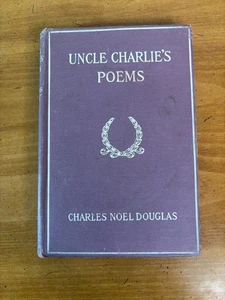 UNCLE CHARLIE'S
POEMS
CHARLES NOEL DOUGLAS